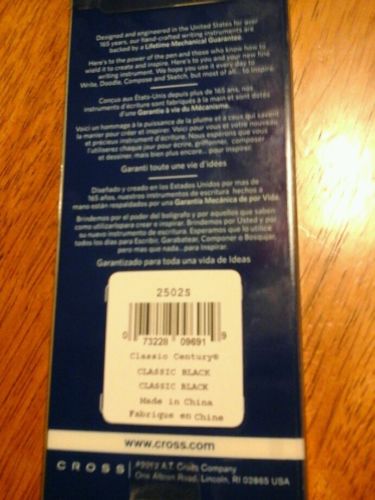 Designed and engineered in the United States for over
165 years, our hand-crafted writing instruments are
backed by a Lifetime Mechanical Guarantee.
Here's to the power of the pen and those who know how to
wield it to create and inspire. Here's to you and your new fine
writing instrument. We hope you use it every day to
Write, Doodle, Compose and Sketch, but most of all... to Inspire.
Conçus aux États-Unis depuis plus de 165 ans, nos
instruments d'écriture sont fabriqués à la main et sont dotés
d'une Garantie à vie du Mécanisme.
Voici un hommage à la puissance de la plume et à ceux qui savent
la manier pour créer et inspirer. Voici pour vous et votre nouveau
et précieux instrument d'écriture. Nous espérons que vous
l'utiliserez chaque jour pour écrire, griffonner, composer
et dessiner, mais bien plus encore... pour inspirer.
Garanti toute une vie d'idées
Diseñado y creado en los Estados Unidos por mas de
165 años, nuestros instrumentos de escritura hechos a
mano están respaldados por una Garantía Mecánica de por Vida.
Brindemos por el poder del bolígrafo y por aquellos que saben
como utilizarlo para crear o inspirar. Brindemos por Usted y por
su nuevo instrumento de escritura. Esperamos que lo utilice
todos los días para Escribir, Garabatear, Componer o Bosquejar,
pero mas que nada... para Inspirar.
Garantizado para toda una vida de Ideas
2502S
0 73228 09691 9
Classic Century®
CLASSIC BLACK
CLASSIC BLACK
Made in China
Fabrique en Chine
www.cross.com
CROSS
©2012 A.T. Cross Company
One Albion Road, Lincoln, RI 02865 USA